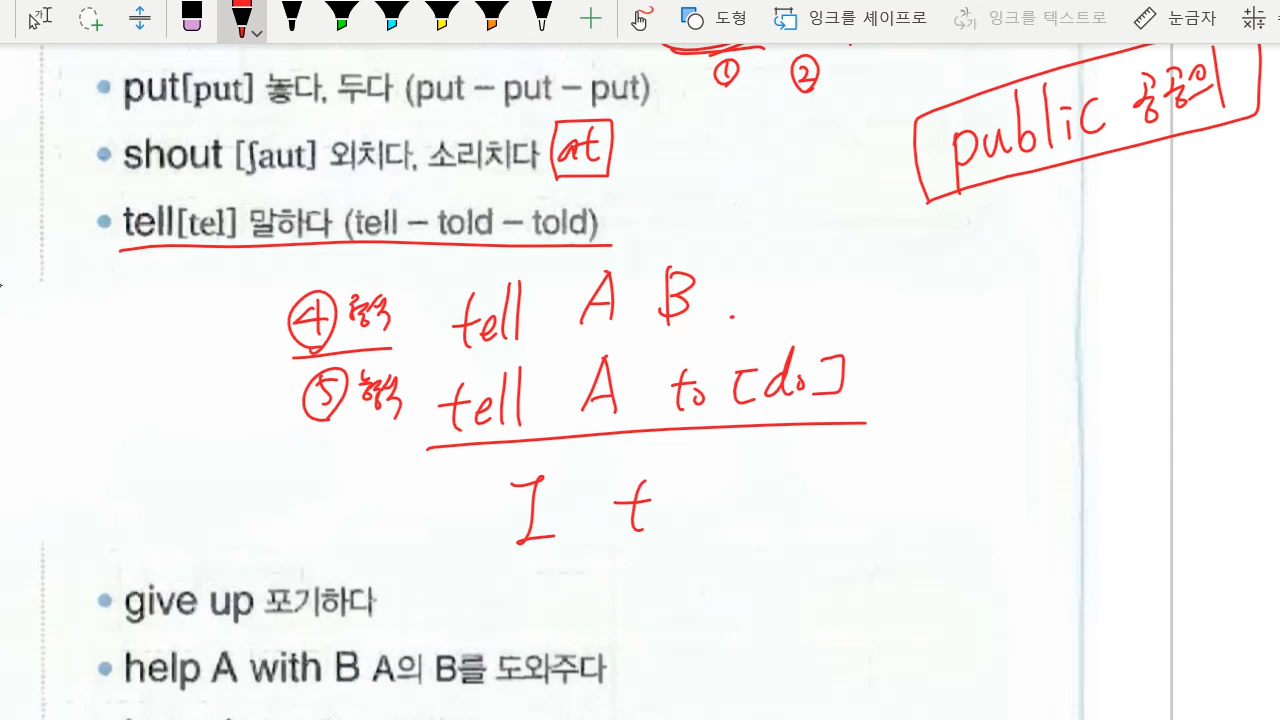 도형 잉크를 셰이프로 잉크를 텍스트로 눈금자
① ②
public 공공의
put[put] 놓다, 두다 (put – put – put)
shout [ʃaut] 외치다, 소리치다 at
tell[tel] 말하다 (tell – told – told)
④ 형식 tell A B .
⑤ 형식 tell A to [do]
I t
give up 포기하다
help A with B A의 B를 도와주다